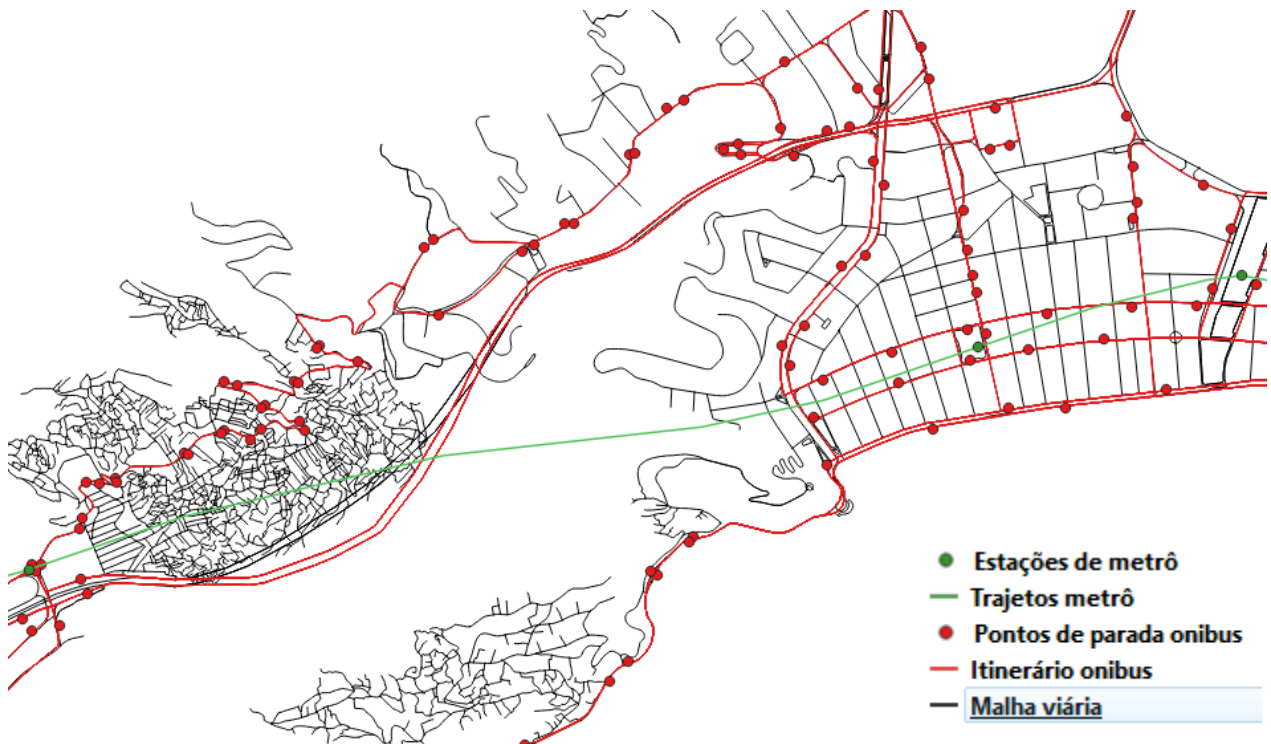 Estações de metrô
Trajetos metrô
Pontos de parada onibus
Itinerário onibus
Malha viária